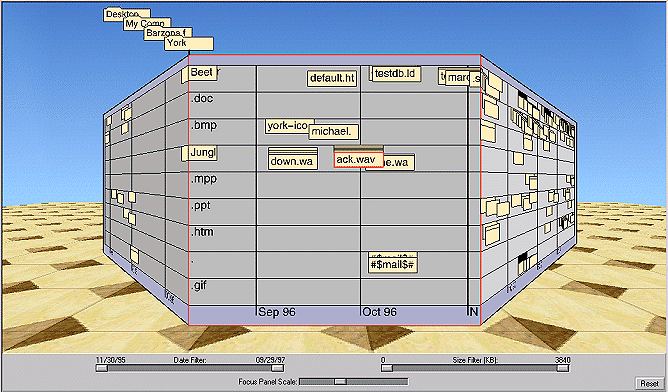 Desktop
My Comp
Barzona.f
York
Beet
default.ht
testdb.ld
te
marc
.s
.doc
.bmp
york-ico
michael.
Jungl
down.wa
ack.wav
ne.wa
.mpp
.ppt
.htm
.
#$mail$#
.gif
Sep 96
Oct 96
N
11/30/95
Date Filter:
09/29/97
0
Size Filter [KB]:
3840
Focus Panel Scale:
Reset